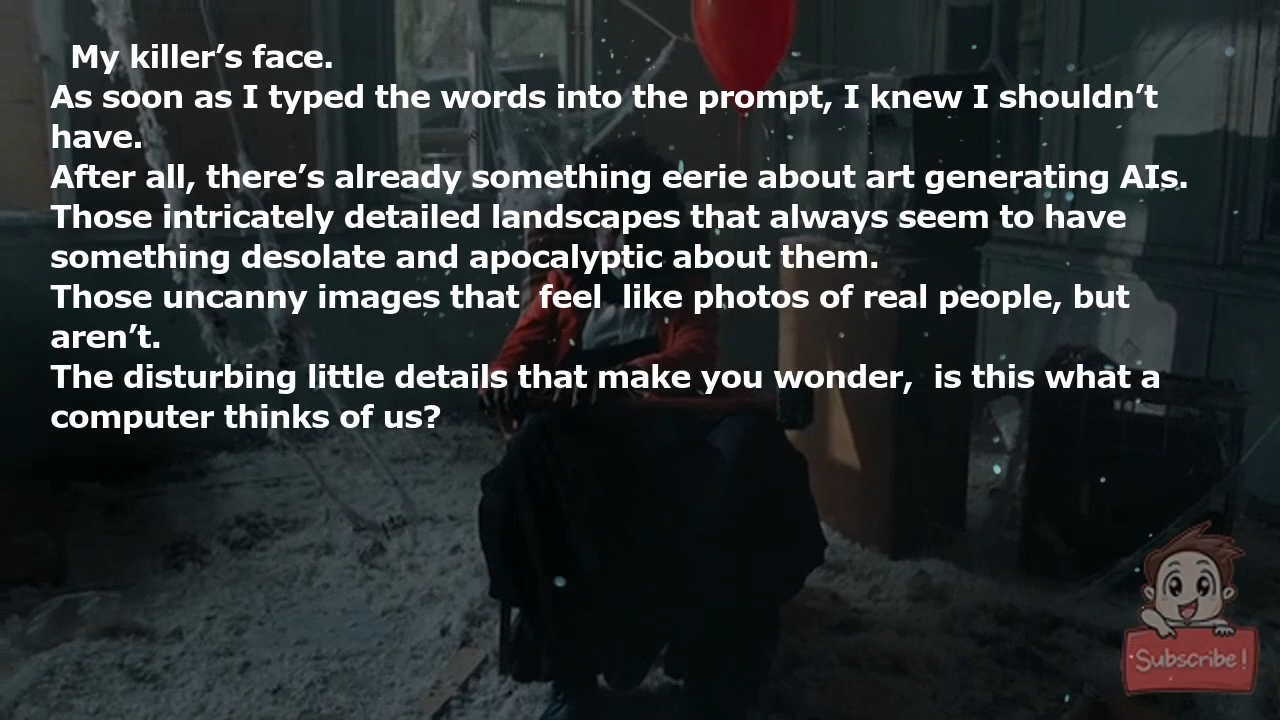 My killer’s face.
As soon as I typed the words into the prompt, I knew I shouldn’t
have.
After all, there’s already something eerie about art generating AIs.
Those intricately detailed landscapes that always seem to have
something desolate and apocalyptic about them.
Those uncanny images that  feel  like photos of real people, but
aren’t.
The disturbing little details that make you wonder,  is this what a
computer thinks of us?
Subscribe!